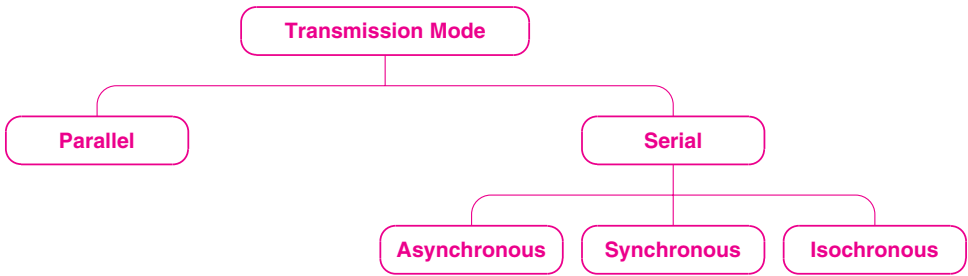 Transmission Mode
Parallel
Serial
Asynchronous
Synchronous
Isochronous